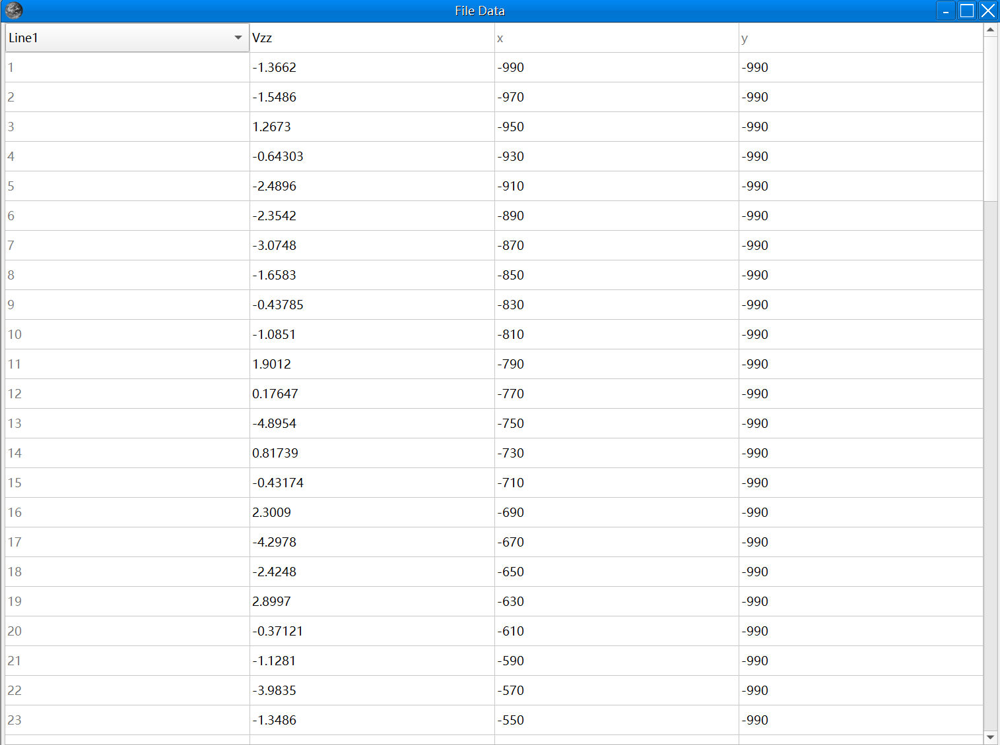 File Data
Line1 Vzz x y
1 -1.3662 -990 -990
2 -1.5486 -970 -990
3 1.2673 -950 -990
4 -0.64303 -930 -990
5 -2.4896 -910 -990
6 -2.3542 -890 -990
7 -3.0748 -870 -990
8 -1.6583 -850 -990
9 -0.43785 -830 -990
10 -1.0851 -810 -990
11 1.9012 -790 -990
12 0.17647 -770 -990
13 -4.8954 -750 -990
14 0.81739 -730 -990
15 -0.43174 -710 -990
16 2.3009 -690 -990
17 -4.2978 -670 -990
18 -2.4248 -650 -990
19 2.8997 -630 -990
20 -0.37121 -610 -990
21 -1.1281 -590 -990
22 -3.9835 -570 -990
23 -1.3486 -550 -990